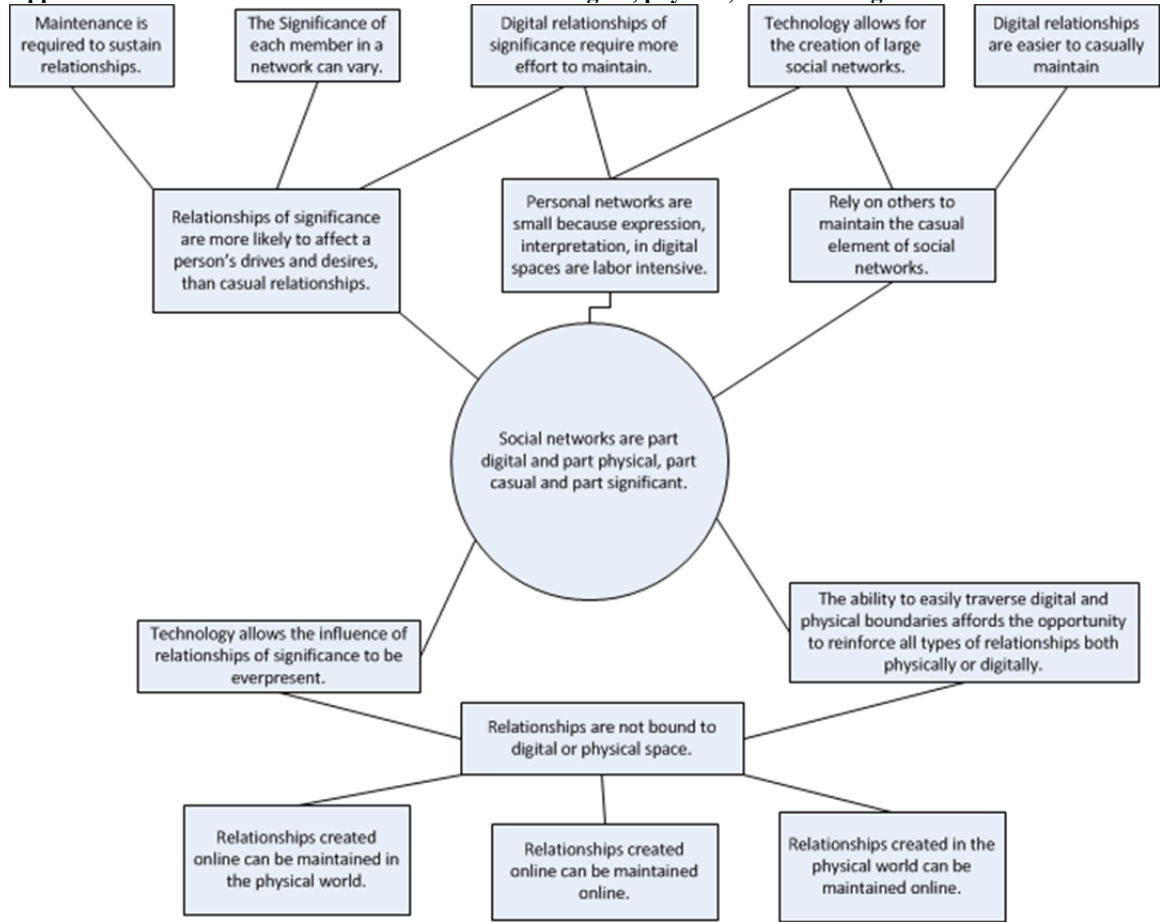 Maintenance is
required to sustain
relationships.
The Significance of
each member in a
network can vary.
Digital relationships of
significance require more
effort to maintain.
Technology allows for
the creation of large
social networks.
Digital relationships
are easier to casually
maintain
Relationships of significance
are more likely to affect a
person's drives and desires,
than casual relationships.
Personal networks are
small because expression,
interpretation, in digital
spaces are labor intensive.
Rely on others to
maintain the casual
element of social
networks.
Social networks are part
digital and part physical, part
casual and part significant.
Technology allows the influence of
relationships of significance to be
everpresent.
The ability to easily traverse digital and
physical boundaries affords the opportunity
to reinforce all types of relationships both
physically or digitally.
Relationships are not bound to
digital or physical space.
Relationships created
online can be maintained in
the physical world.
Relationships created
online can be maintained
online.
Relationships created in the
physical world can be
maintained online.